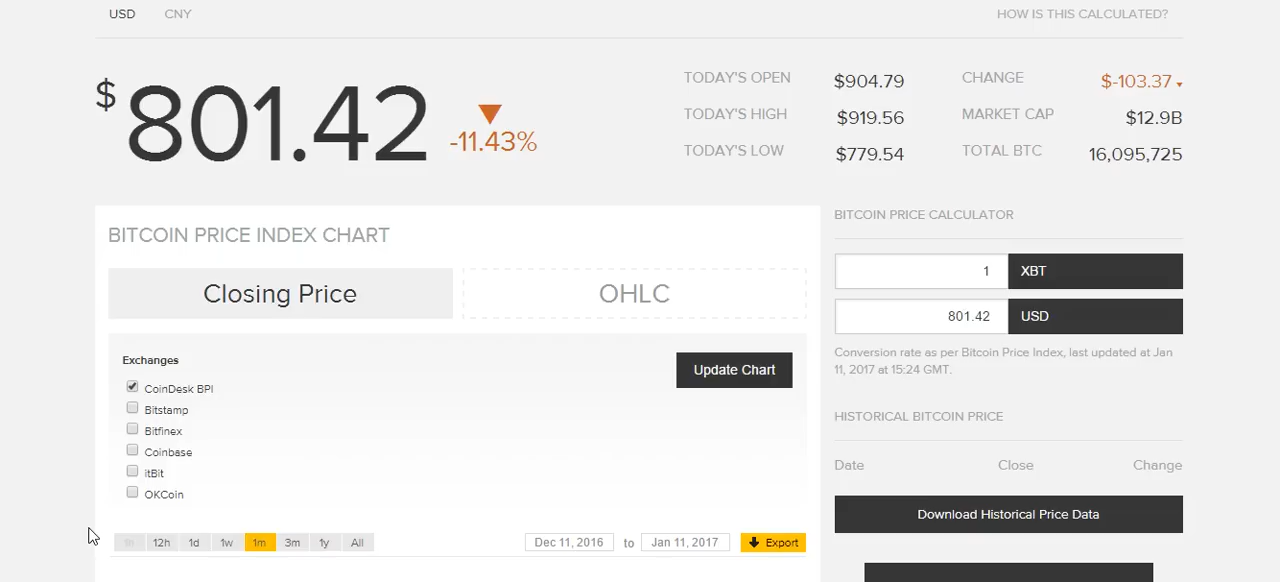 USD CNY HOW IS THIS CALCULATED?
$801.42 -11.43%
TODAY'S OPEN $904.79 CHANGE $-103.37
TODAY'S HIGH $919.56 MARKET CAP $12.9B
TODAY'S LOW $779.54 TOTAL BTC 16,095,725
BITCOIN PRICE INDEX CHART
Closing Price OHLC
Exchanges
Update Chart
CoinDesk BPI
Bitstamp
Bitfinex
Coinbase
itBit
OKCoin
12h 1d 1w 1m 3m 1y All Dec 11, 2016 to Jan 11, 2017 Export
BITCOIN PRICE CALCULATOR
1 XBT
801.42 USD
Conversion rate as per Bitcoin Price Index, last updated at Jan
11, 2017 at 15:24 GMT.
HISTORICAL BITCOIN PRICE
Date Close Change
Download Historical Price Data